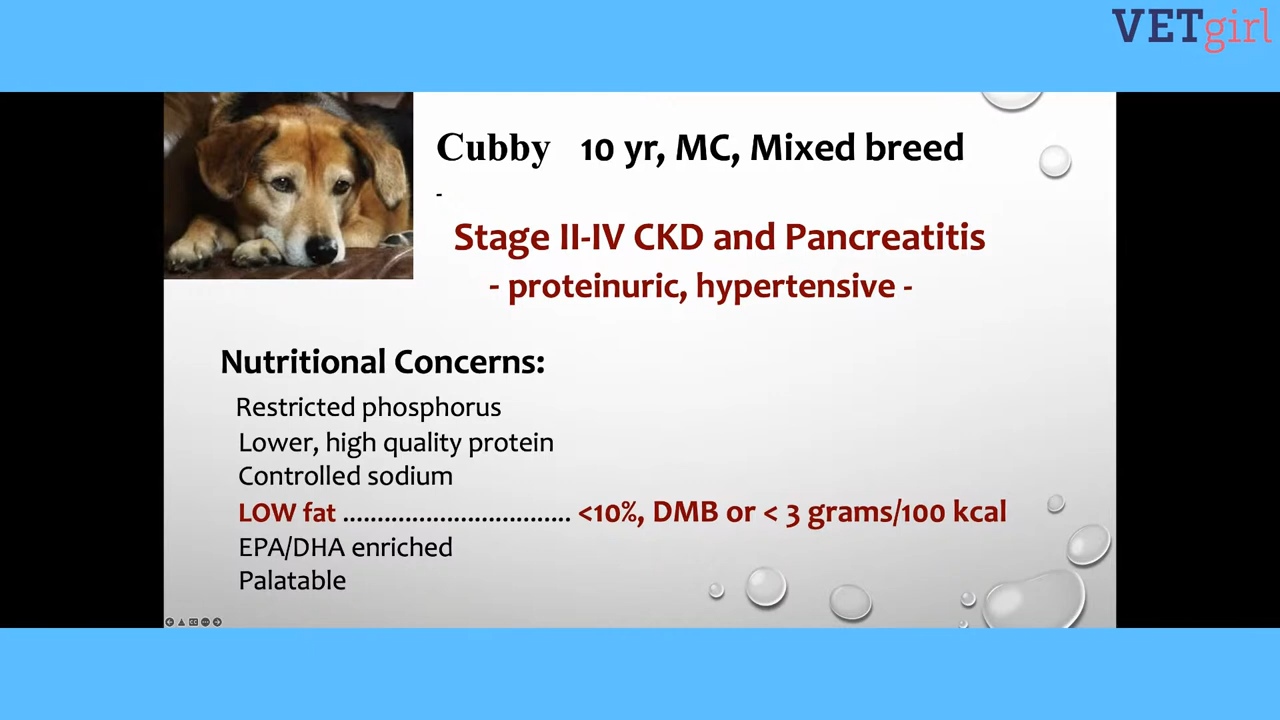 VETgirl
Cubby 10 yr, MC, Mixed breed
-
Stage II-IV CKD and Pancreatitis
- proteinuric, hypertensive -
Nutritional Concerns:
Restricted phosphorus
Lower, high quality protein
Controlled sodium
LOW fat ................................ <10%, DMB or < 3 grams/100 kcal
EPA/DHA enriched
Palatable